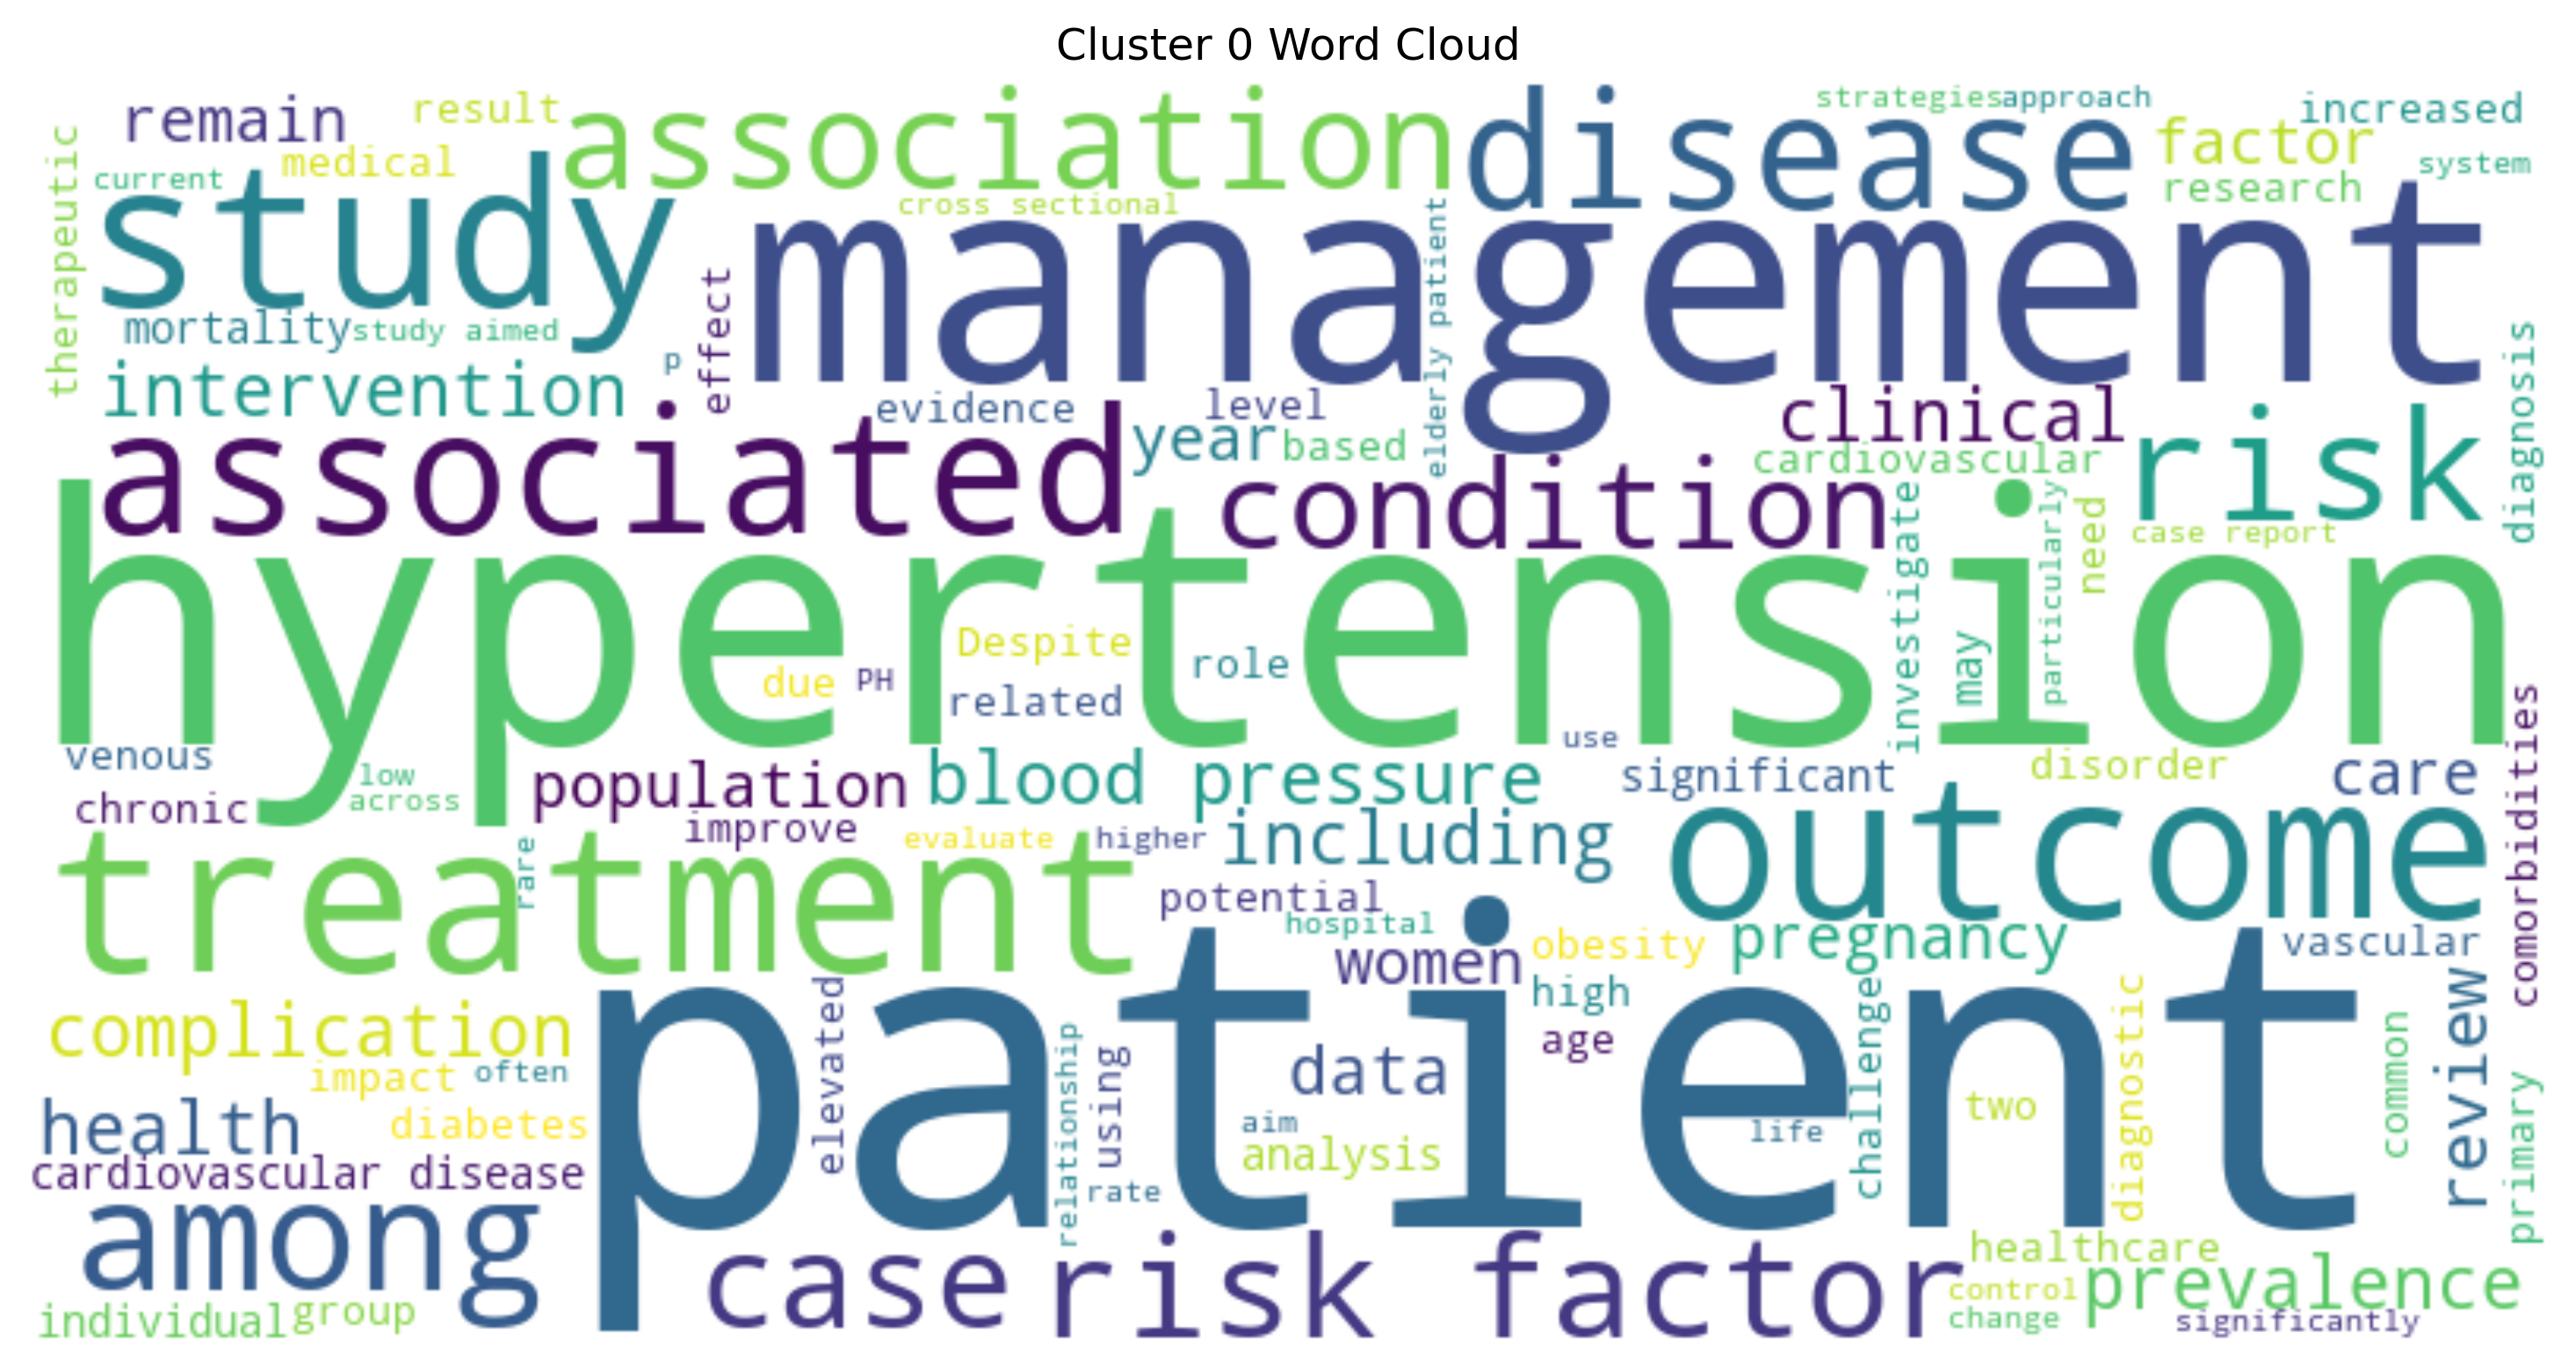 Cluster 0 Word Cloud
remain
result
association
disease
strategies
approach
increased
therapeutic
current
medical
study
cross sectional
management
factor
research
system
mortality
study aimed
effect
p
elderly patient
diagnosis
intervention
evidence
level
clinical
associated
year
based
condition
cardiovascular
risk
case report
hypertension
investigate
particularly
need
may
Despite
due
PH
role
related
use
venous
low
across
chronic
population
blood pressure
significant
disorder
care
comorbidities
improve
evaluate
higher
including
outcome
treatment
rare
potential
hospital
women
obesity
pregnancy
vascular
high
age
complication
patient
elevated
relationship
using
data
challenge
two
diagnostic
common
review
primary
impact
often
health
diabetes
aim
analysis
life
cardiovascular disease
rate
among
case
risk factor
healthcare
control
prevalence
change
significantly
individual
group